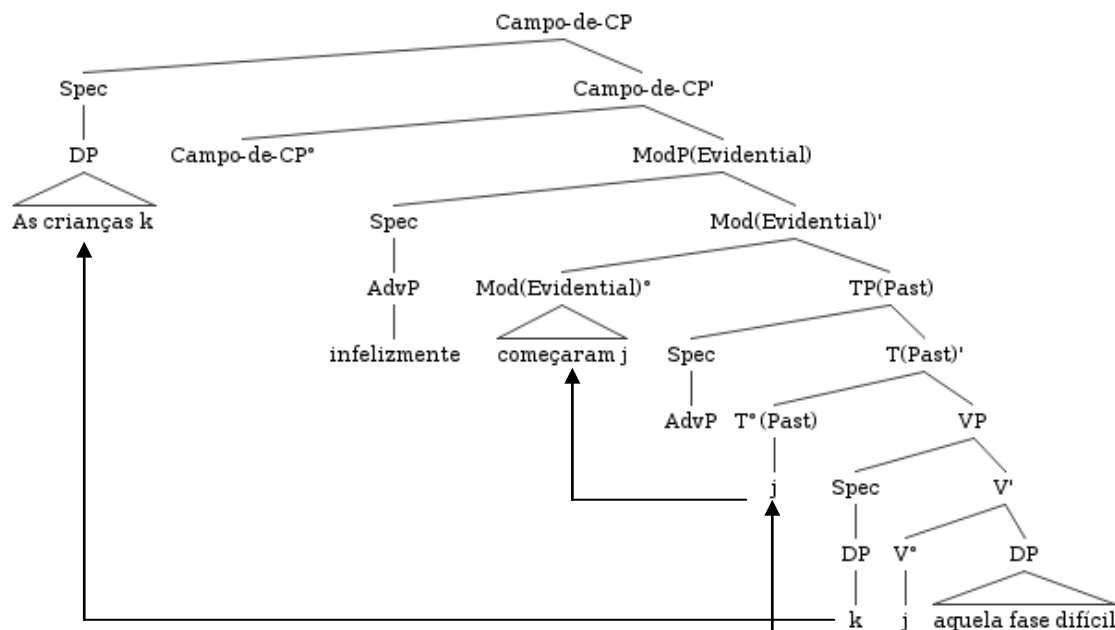 Campo-de-CP
Spec Campo-de-CP'
DP Campo-de-CP° ModP(Evidential)
As crianças k Spec Mod(Evidential)'
AdvP Mod(Evidential)° TP(Past)
infelizmente começaram j Spec T(Past)'
AdvP T°(Past) VP
j Spec V'
DP V° DP
k j aquela fase difícil